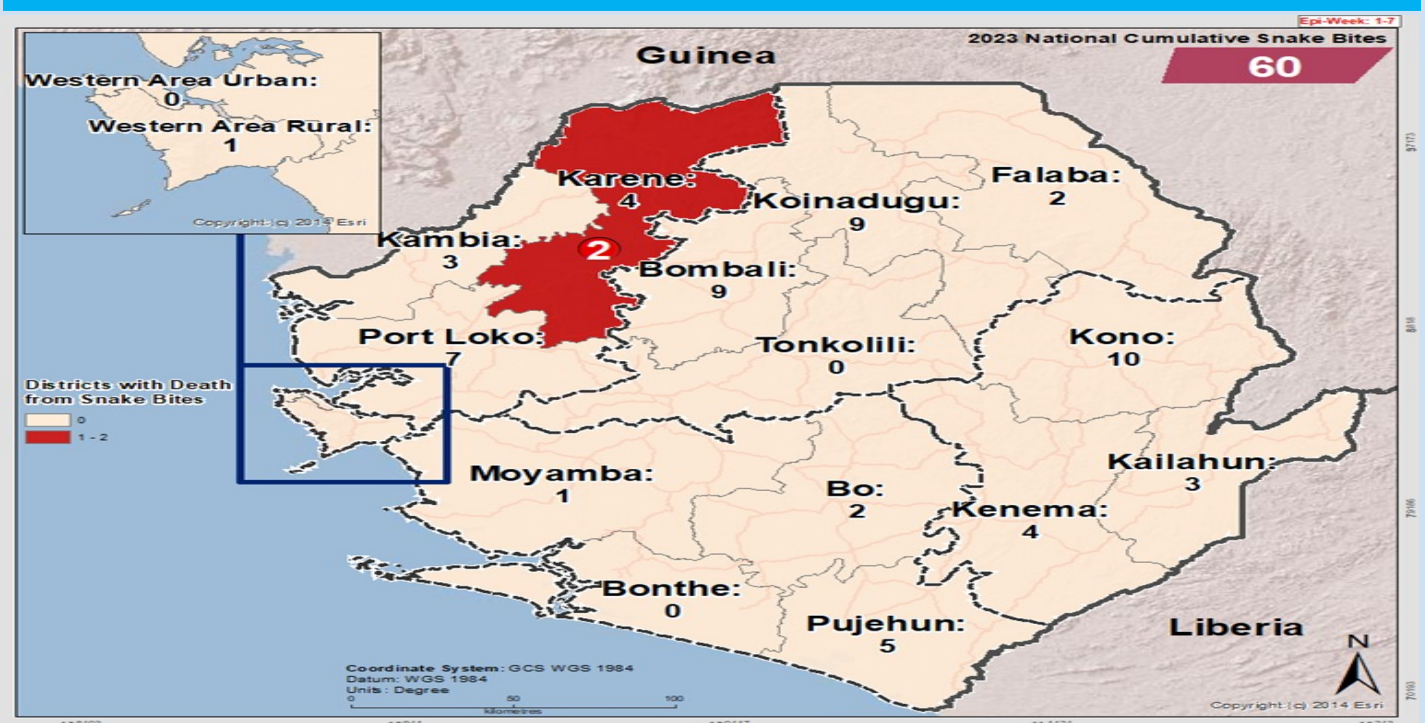 Epi-Week: 1-7
2023 National Cumulative Snake Bites
60
Guinea
Western Area Urban:
0
Western Area Rural:
1
Copyright:(c) 2014 Esri
Karene:
4
2
Falaba:
2
Koinadugu:
9
Kambia:
3
Bombali:
9
Port Loko:
7
Tonkolili:
0
Kono:
10
Districts with Death
from Snake Bites
0
1 - 2
Moyamba:
1
Bo:
2
Kailahun:
3
Kenema:
4
Bonthe:
0
Pujehun:
5
Liberia
N
Coordinate System: GCS WGS 1984
Datum: WGS 1984
Units: Degree
0 50 100
kilometres
Copyright:(c) 2014 Esri